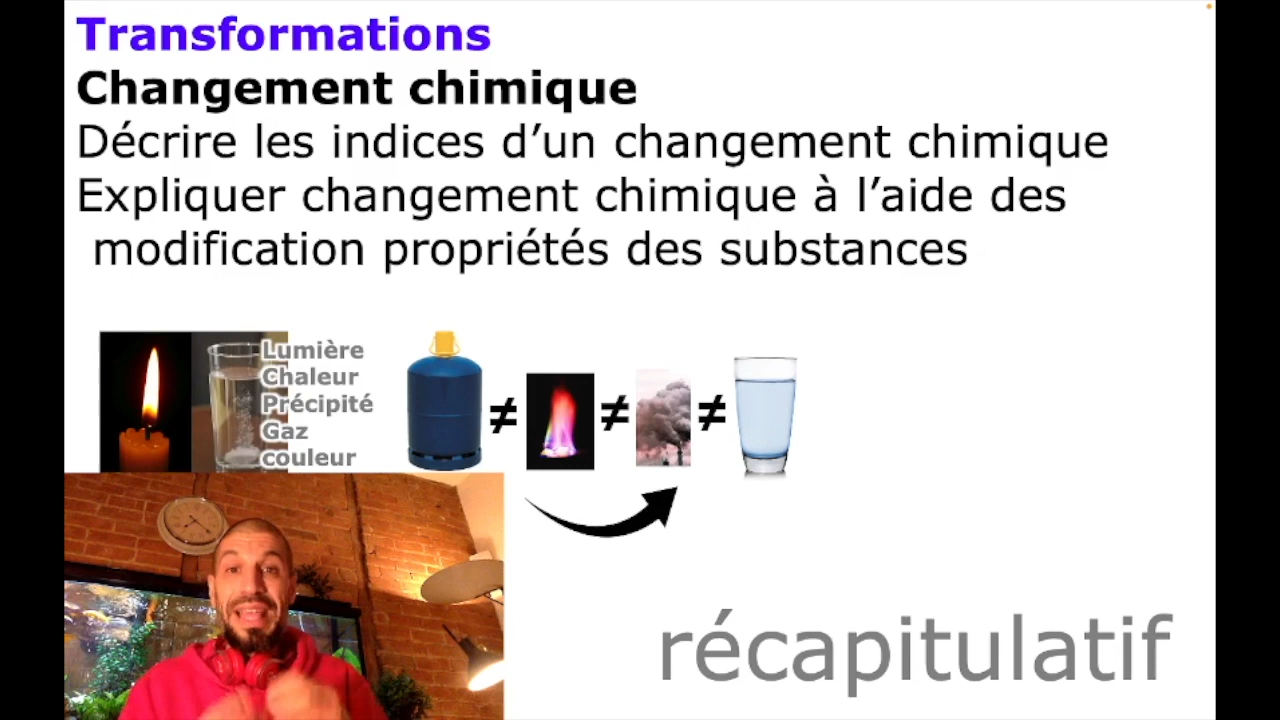 Transformations
Changement chimique
Décrire les indices d’un changement chimique
Expliquer changement chimique à l’aide des
modification propriétés des substances
Lumière
Chaleur
Précipité
Gaz
couleur
≠ ≠ ≠
récapitulatif